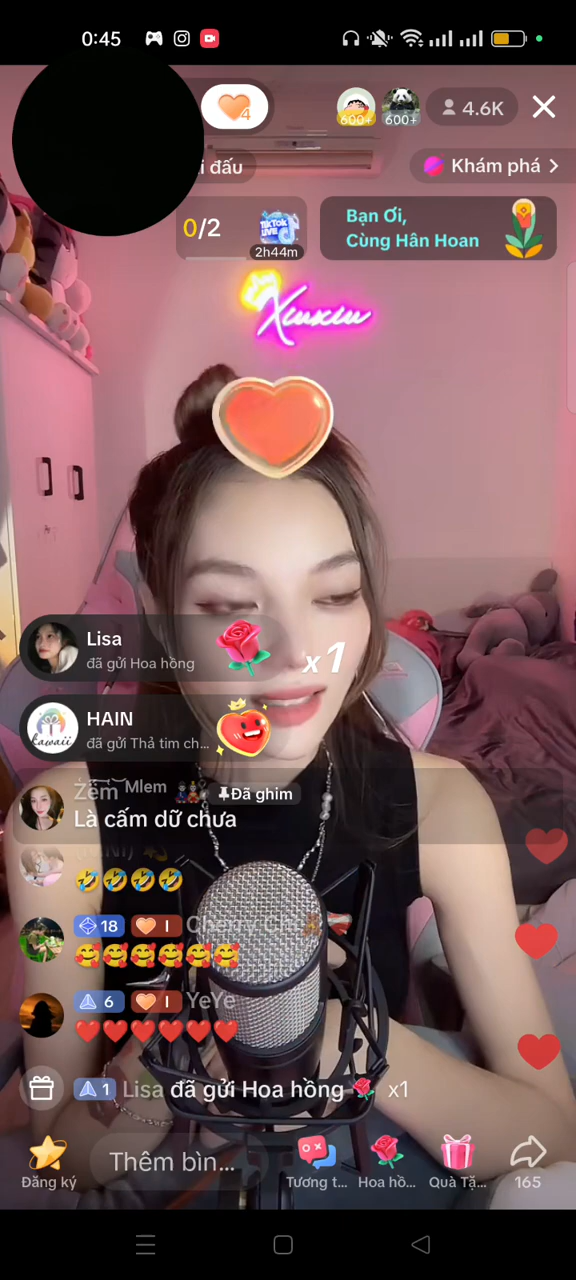 0:45
4
600+
600+
4.6K
i đấu
Khám phá
0/2
TikTok
LIVE
2h44m
Bạn Ơi,
Cùng Hân Hoan
Xiuxiu
Lisa
đã gửi Hoa hồng
x1
HAIN
đã gửi Thả tim ch...
kawaii
Mlem
Đã ghim
Là cấm dữ chưa
🤣🤣🤣🤣
18
I
Cherry
🥰🥰🥰🥰🥰🥰
6
I
YeYe
❤️❤️❤️❤️❤️❤️
1
Lisa đã gửi Hoa hồng 🌹 x1
Đăng ký
Thêm bìn...
Tương t...
Hoa hồ...
Quà Tặ...
165